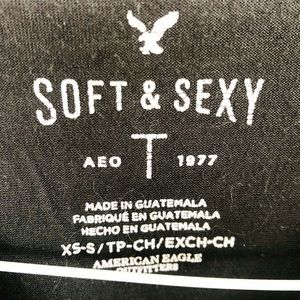 SOFT & SEXY
AEO T 1977
MADE IN GUATEMALA
FABRIQUÉ EN GUATEMALA
HECHO EN GUATEMALA
XS-S/TP-CH/EXCH-CH
AMERICAN EAGLE
OUTFITTERS